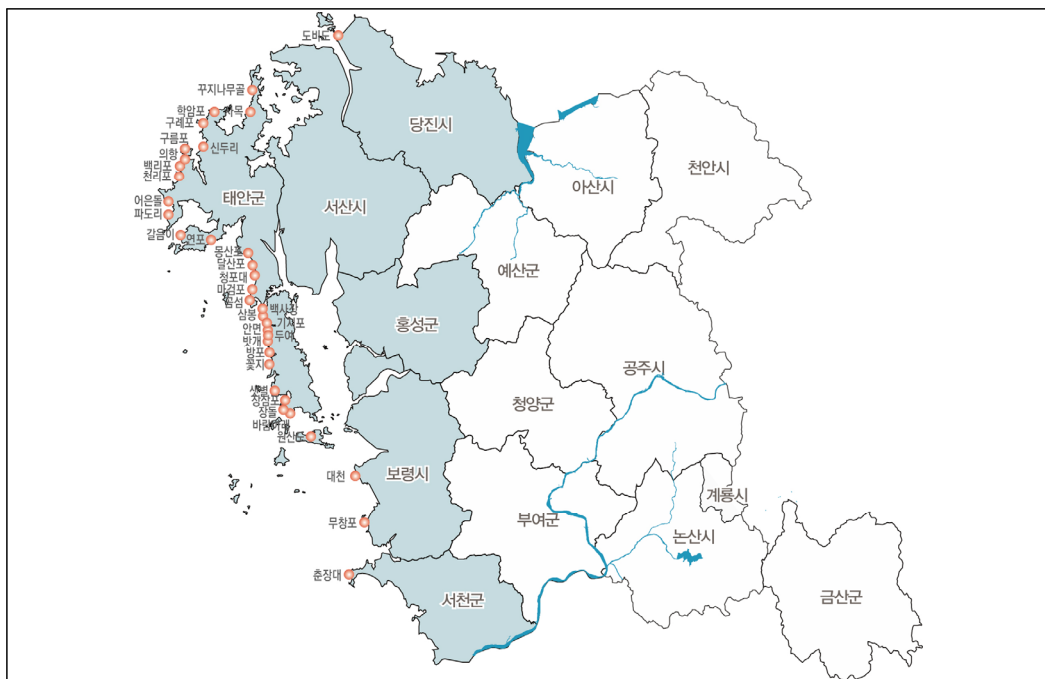 도비도
꾸지나무골
학암포
사목
구례포
구름포
신두리
의항
백리포
천리포
어은돌
파도리
갈음이
연포
몽산포
달산포
청포대
마검포
곰섬
백사장
삼봉
기지포
안면
두여
밧개
방포
꽃지
샛별
장삼포
장돌
바람아래
원산도
대천
무창포
춘장대
당진시
아산시
천안시
태안군
서산시
예산군
홍성군
공주시
청양군
보령시
계룡시
부여군
논산시
서천군
금산군